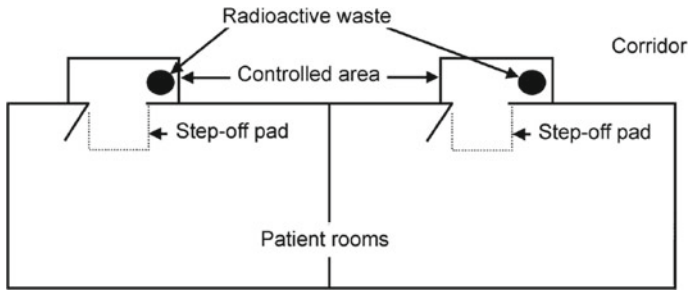 Radioactive waste
Corridor
Controlled area
Step-off pad
Step-off pad
Patient rooms